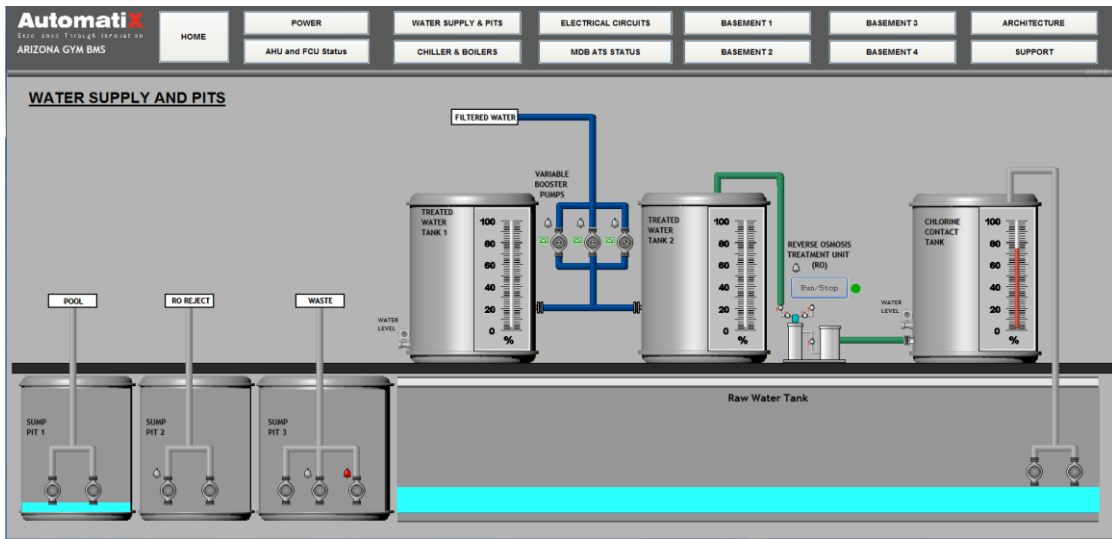 AutomatiX
Excellence Through Innovation
ARIZONA GYM BMS
HOME
POWER
WATER SUPPLY & PITS
ELECTRICAL CIRCUITS
BASEMENT 1
BASEMENT 3
ARCHITECTURE
AHU and FCU Status
CHILLER & BOILERS
MDB ATS STATUS
BASEMENT 2
BASEMENT 4
SUPPORT
WATER SUPPLY AND PITS
FILTERED WATER
VARIABLE
BOOSTER
PUMPS
TREATED
WATER
TANK 1
100
80
60
40
20
0
%
TREATED
WATER
TANK 2
100
80
60
40
20
0
%
REVERSE OSMOSIS
TREATMENT UNIT
(RO)
Run/Stop
CHLORINE
CONTACT
TANK
100
80
60
40
20
0
%
WATER
LEVEL
WATER
LEVEL
POOL
RO REJECT
WASTE
SUMP
PIT 1
SUMP
PIT 2
SUMP
PIT 3
Raw Water Tank